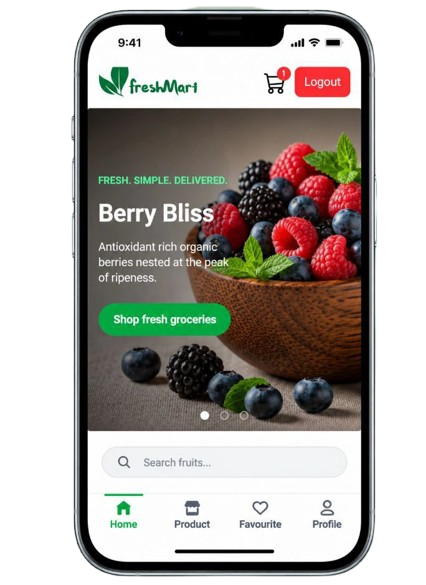 9:41
freshMart
1
Logout
FRESH. SIMPLE. DELIVERED.
Berry Bliss
Antioxidant rich organic
berries nested at the peak
of ripeness.
Shop fresh groceries
Search fruits...
Home
Product
Favourite
Profile